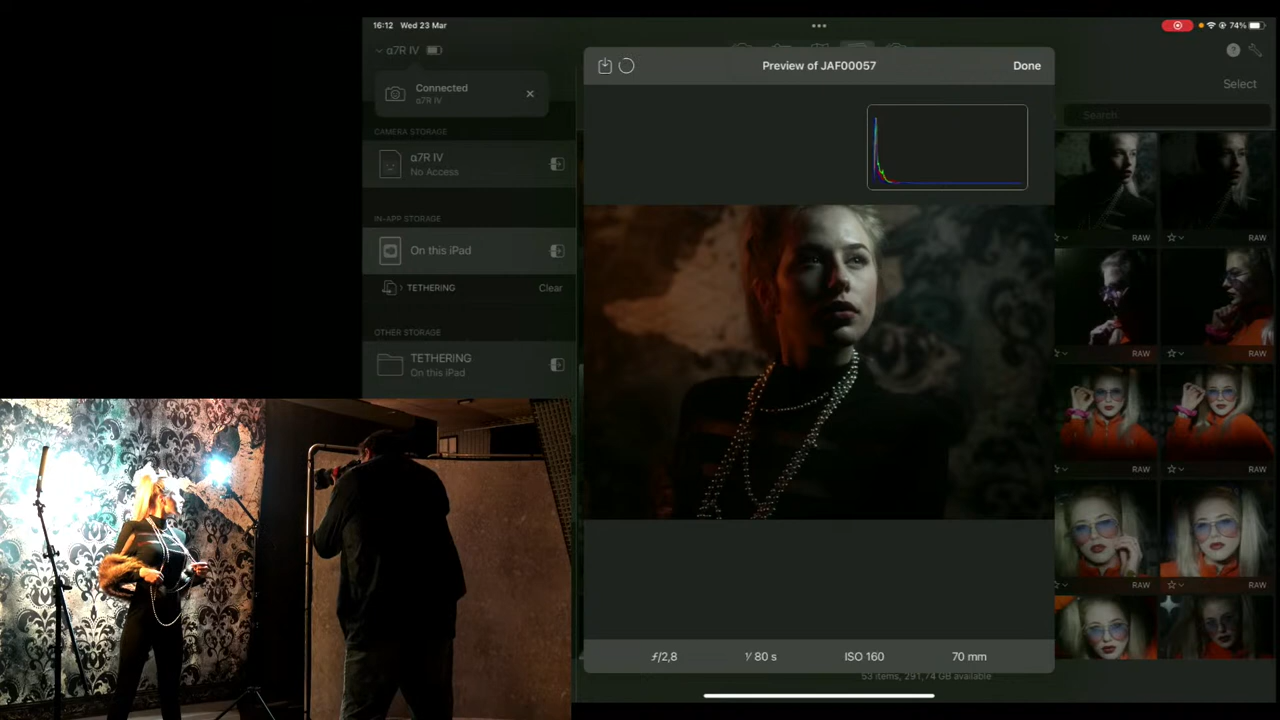 16:12 Wed 23 Mar
74%
α7R IV
Connected
α7R IV
CAMERA STORAGE
α7R IV
No Access
IN-APP STORAGE
On this iPad
TETHERING
Clear
OTHER STORAGE
TETHERING
On this iPad
Preview of JAF00057
Done
Select
Search
RAW
RAW
RAW
RAW
RAW
RAW
RAW
RAW
ƒ/2,8
1/80 s
ISO 160
70 mm
53 items, 291,74 GB available